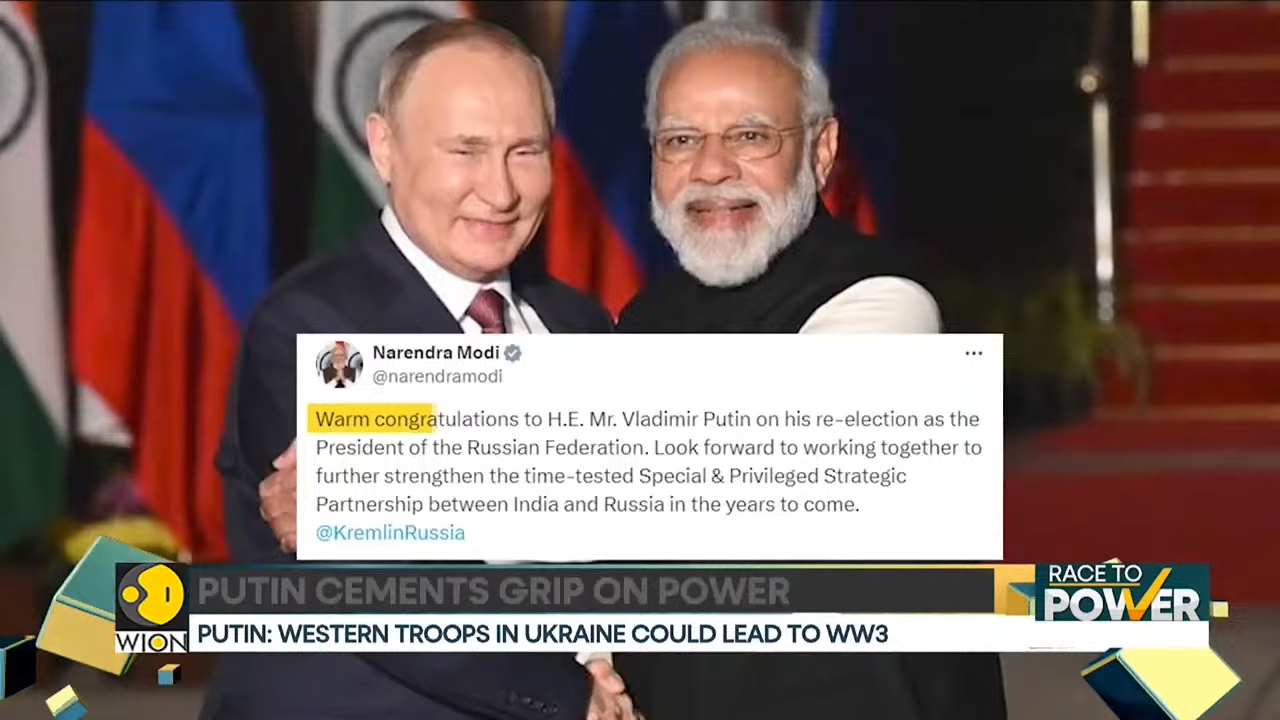 Narendra Modi
@narendramodi
Warm congratulations to H.E. Mr. Vladimir Putin on his re-election as the
President of the Russian Federation. Look forward to working together to
further strengthen the time-tested Special & Privileged Strategic
Partnership between India and Russia in the years to come.
@KremlinRussia
PUTIN CEMENTS GRIP ON POWER
RACE TO
POWER
WION
PUTIN: WESTERN TROOPS IN UKRAINE COULD LEAD TO WW3